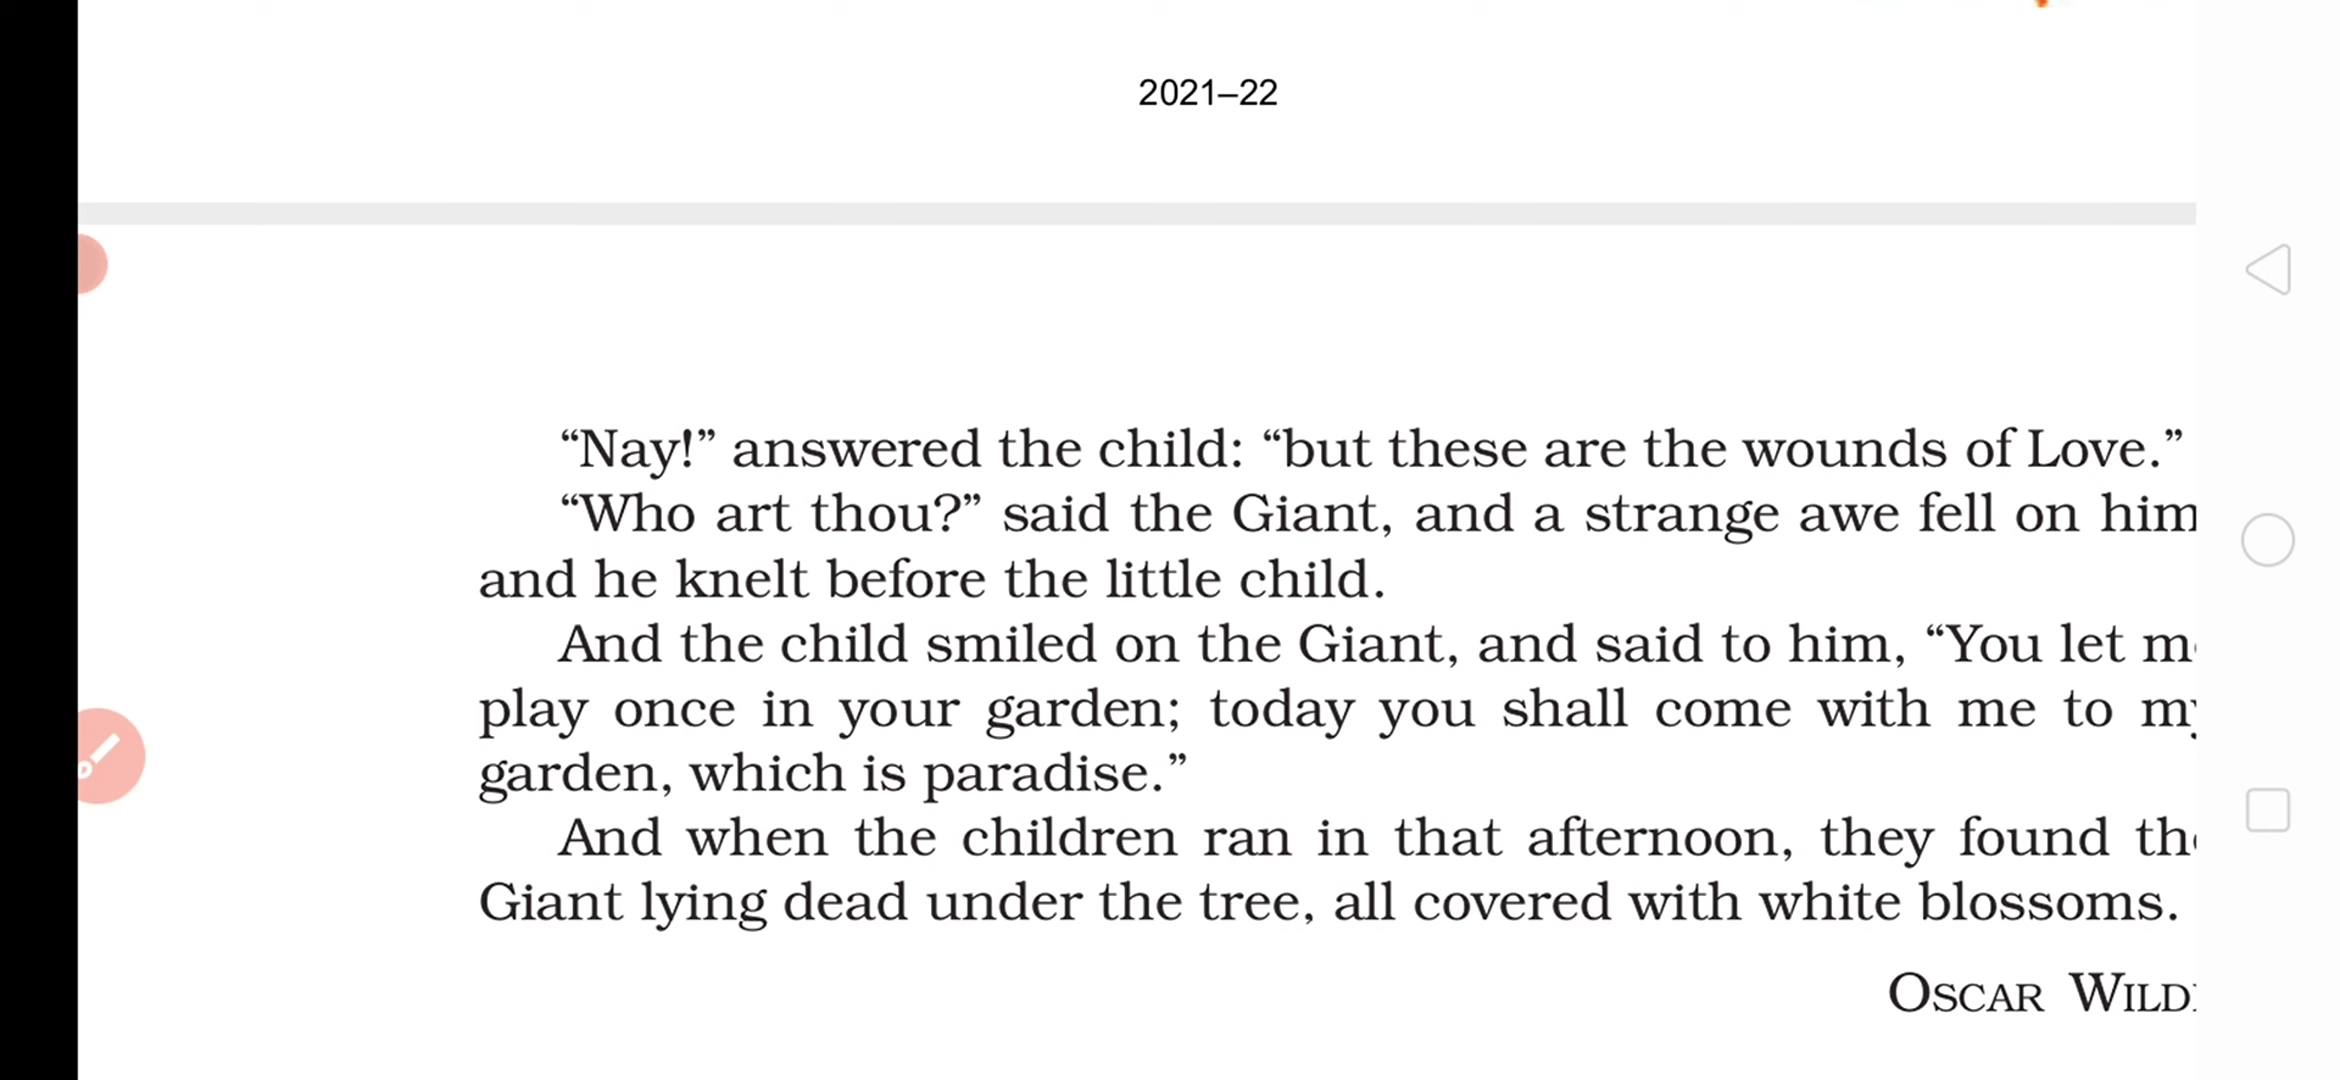 2021–22
“Nay!” answered the child: “but these are the wounds of Love.”
“Who art thou?” said the Giant, and a strange awe fell on him
and he knelt before the little child.
And the child smiled on the Giant, and said to him, “You let
play once in your garden; today you shall come with me to
garden, which is paradise.”
And when the children ran in that afternoon, they found
Giant lying dead under the tree, all covered with white blossoms.
OSCAR